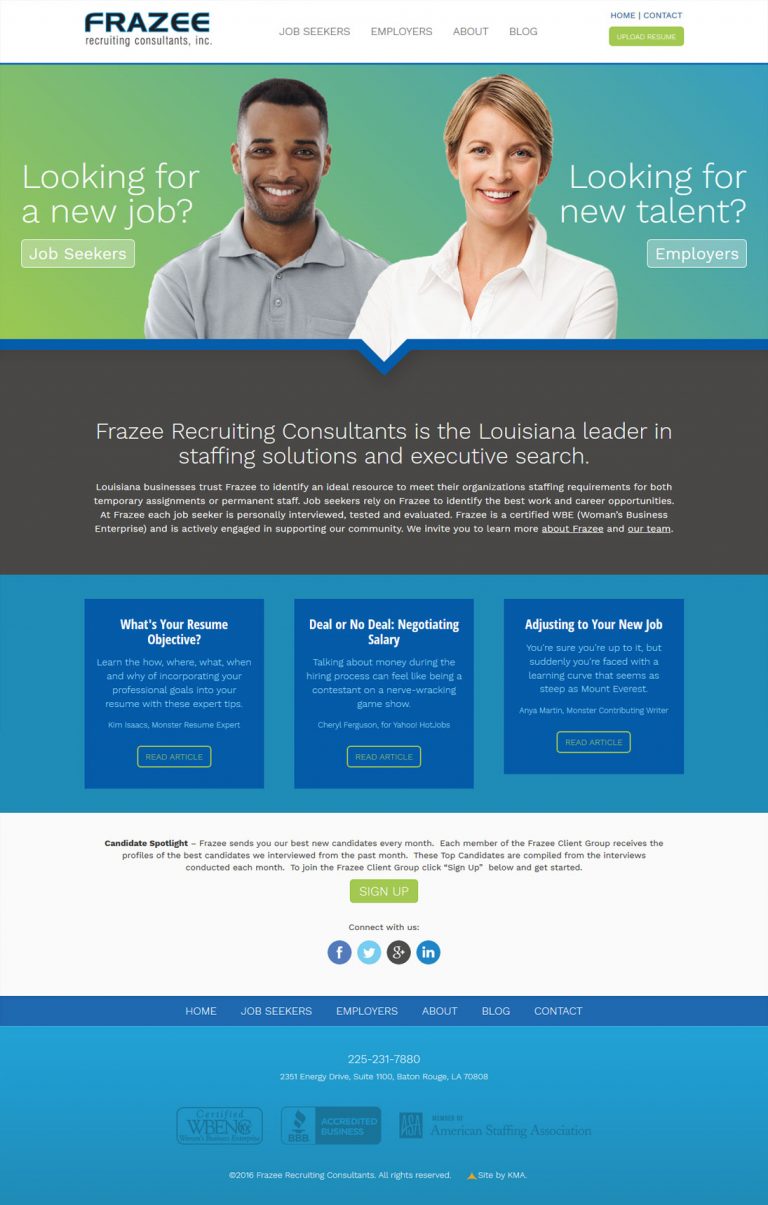 FRAZEE
recruiting consultants, inc.
JOB SEEKERS EMPLOYERS ABOUT BLOG
HOME | CONTACT
UPLOAD RESUME
Looking for
a new job?
Job Seekers
Looking for
new talent?
Employers
Frazee Recruiting Consultants is the Louisiana leader in
staffing solutions and executive search.
Louisiana businesses trust Frazee to identify an ideal resource to meet their organizations staffing requirements for both
temporary assignments or permanent staff. Job seekers rely on Frazee to identify the best work and career opportunities.
At Frazee each job seeker is personally interviewed, tested and evaluated. Frazee is a certified WBE (Woman's Business
Enterprise) and is actively engaged in supporting our community. We invite you to learn more about Frazee and our team.
What's Your Resume
Objective?
Learn the how, where, what, when
and why of incorporating your
professional goals into your
resume with these expert tips.
Kim Isaacs, Monster Resume Expert
READ ARTICLE
Deal or No Deal: Negotiating
Salary
Talking about money during the
hiring process can feel like being a
contestant on a nerve-wracking
game show.
Cheryl Ferguson, for Yahoo! HotJobs
READ ARTICLE
Adjusting to Your New Job
You're sure you're up to it, but
suddenly you're faced with a
learning curve that seems as
steep as Mount Everest.
Anya Martin, Monster Contributing Writer
READ ARTICLE
Candidate Spotlight – Frazee sends you our best new candidates every month. Each member of the Frazee Client Group receives the
profiles of the best candidates we interviewed from the past month. These Top Candidates are compiled from the interviews
conducted each month. To join the Frazee Client Group click “Sign Up” below and get started.
SIGN UP
Connect with us:
f g+ in
HOME JOB SEEKERS EMPLOYERS ABOUT BLOG CONTACT
225-231-7880
2351 Energy Drive, Suite 1100, Baton Rouge, LA 70808
Certified
WBENC
Women's Business Enterprise
BBB
ACCREDITED
BUSINESS
ASA
MEMBER OF
American Staffing Association
©2016 Frazee Recruiting Consultants. All rights reserved. Site by KMA.